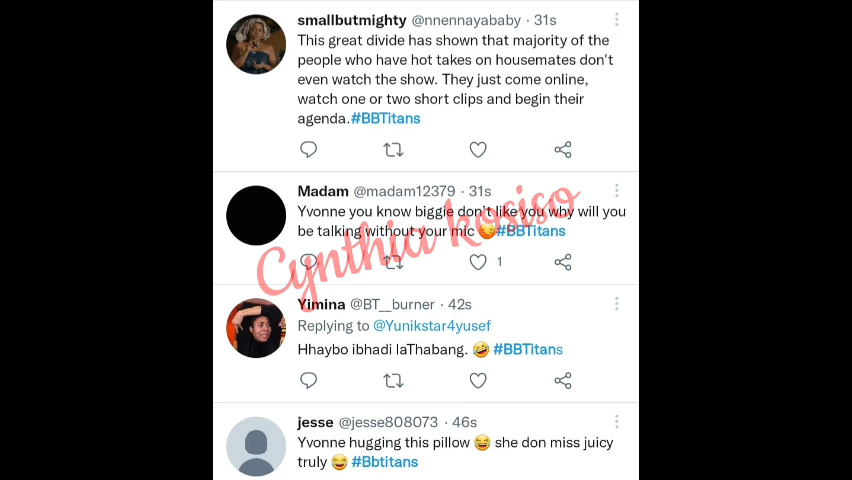 smallbutmighty @nnennayababy · 31s
This great divide has shown that majority of the
people who have hot takes on housemates don't
even watch the show. They just come online,
watch one or two short clips and begin their
agenda.#BBTitans
Madam @madam12379 · 31s
Yvonne you know biggie don't like you why will you
be talking without your mic 😏#BBTitans
1
Cynthia kosiso
Yimina @BT__burner · 42s
Replying to @Yunikstar4yusef
Hhaybo ibhadi laThabang. 🤣 #BBTitans
jesse @jesse808073 · 46s
Yvonne hugging this pillow 😂 she don miss juicy
truly 😂 #Bbtitans